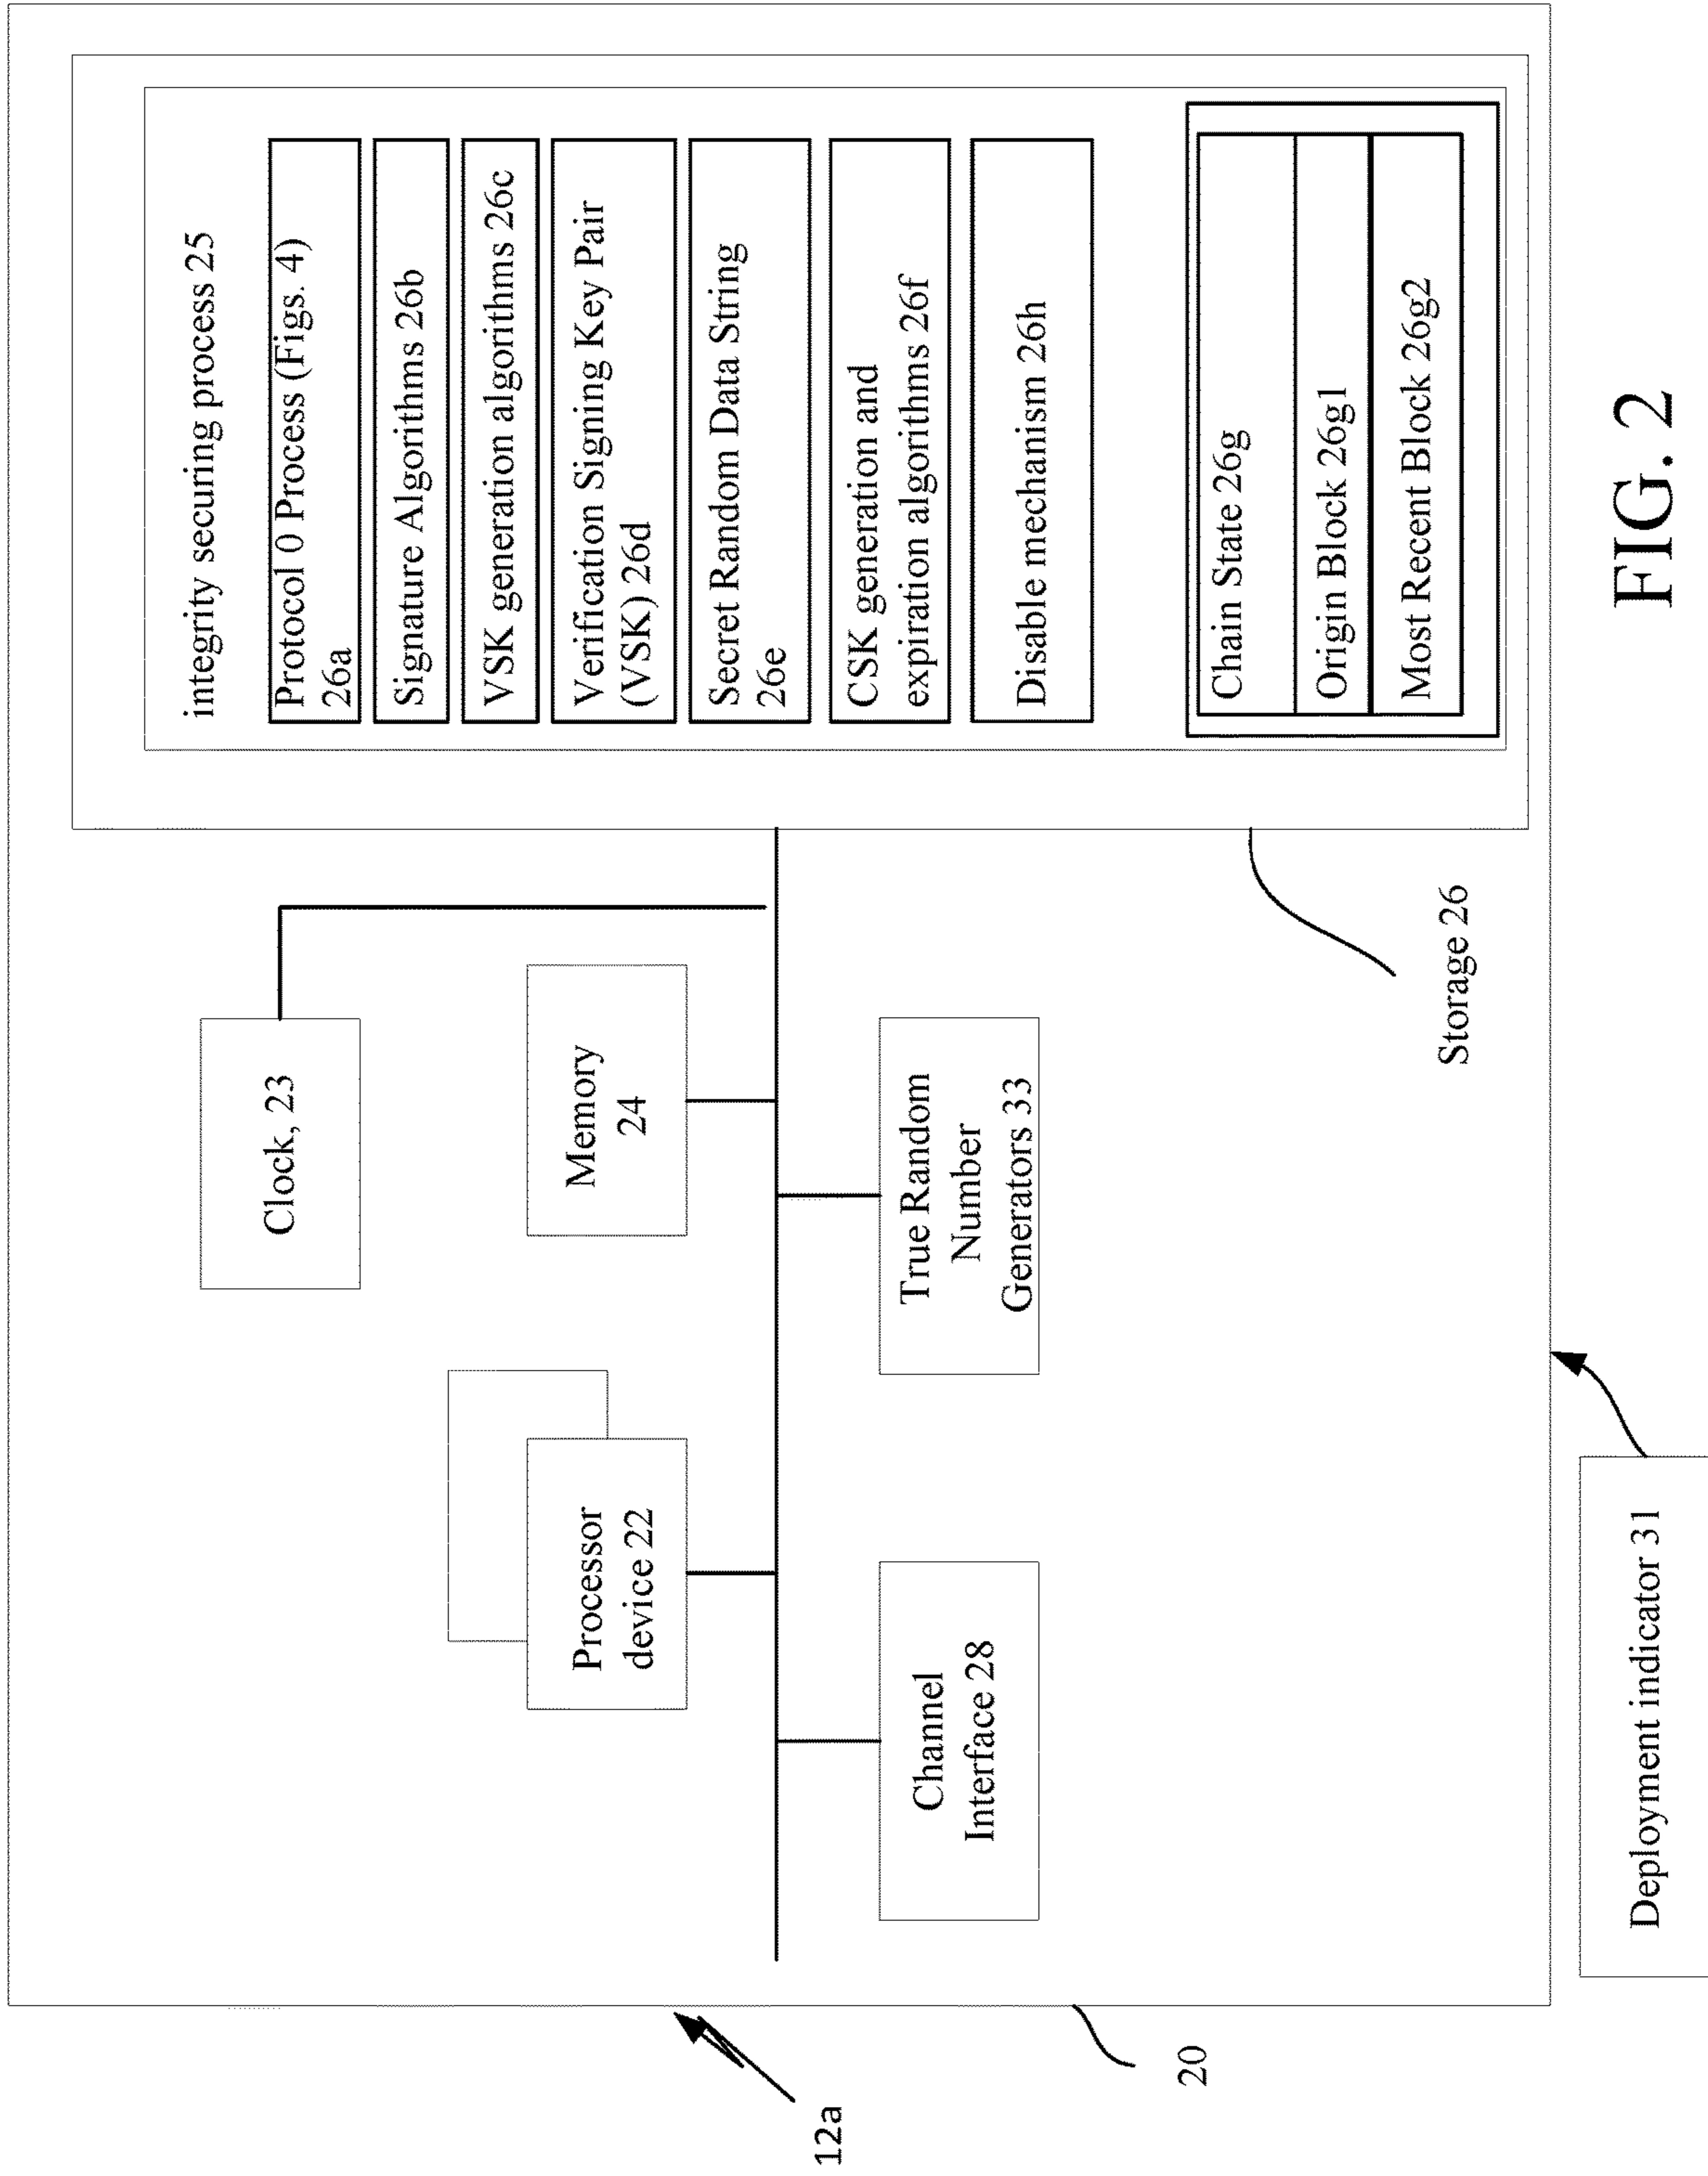 12a
20
Clock, 23
Processor
device 22
Memory
24
Channel
Interface 28
True Random
Number
Generators 33
Storage 26
Deployment indicator 31
integrity securing process 25
Protocol 0 Process (Figs. 4)
26a
Signature Algorithms 26b
VSK generation algorithms 26c
Verification Signing Key Pair
(VSK) 26d
Secret Random Data String
26e
CSK generation and
expiration algorithms 26f
Disable mechanism 26h
Chain State 26g
Origin Block 26g1
Most Recent Block 26g2
FIG. 2